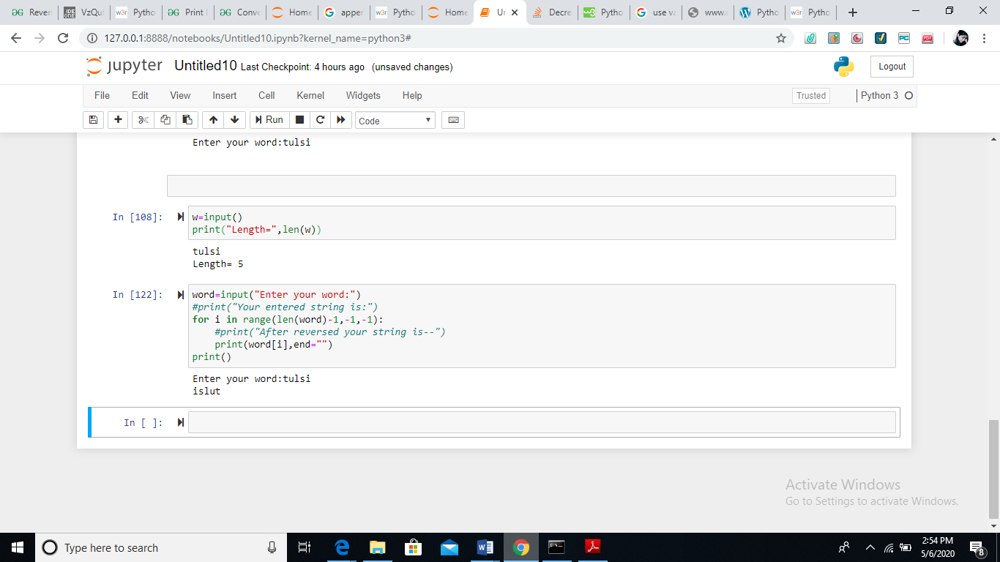 Rever
VzQu
Pytho
Print
Conve
Home
apper
Pytho
Home
Ur
Decre
Pytho
use va
www.
Pytho
Pytho
127.0.0.1:8888/notebooks/Untitled10.ipynb?kernel_name=python3#
jupyter Untitled10 Last Checkpoint: 4 hours ago (unsaved changes)
Logout
File Edit View Insert Cell Kernel Widgets Help
Trusted
Python 3
Run
Code
Enter your word:tulsi
In [108]:
w=input()
print("Length=",len(w))
tulsi
Length= 5
In [122]:
word=input("Enter your word:")
#print("Your entered string is:")
for i in range(len(word)-1,-1,-1):
    #print("After reversed your string is--")
    print(word[i],end="")
print()
Enter your word:tulsi
islut
In [ ]:
Activate Windows
Go to Settings to activate Windows.
Type here to search
2:54 PM
5/6/2020
8